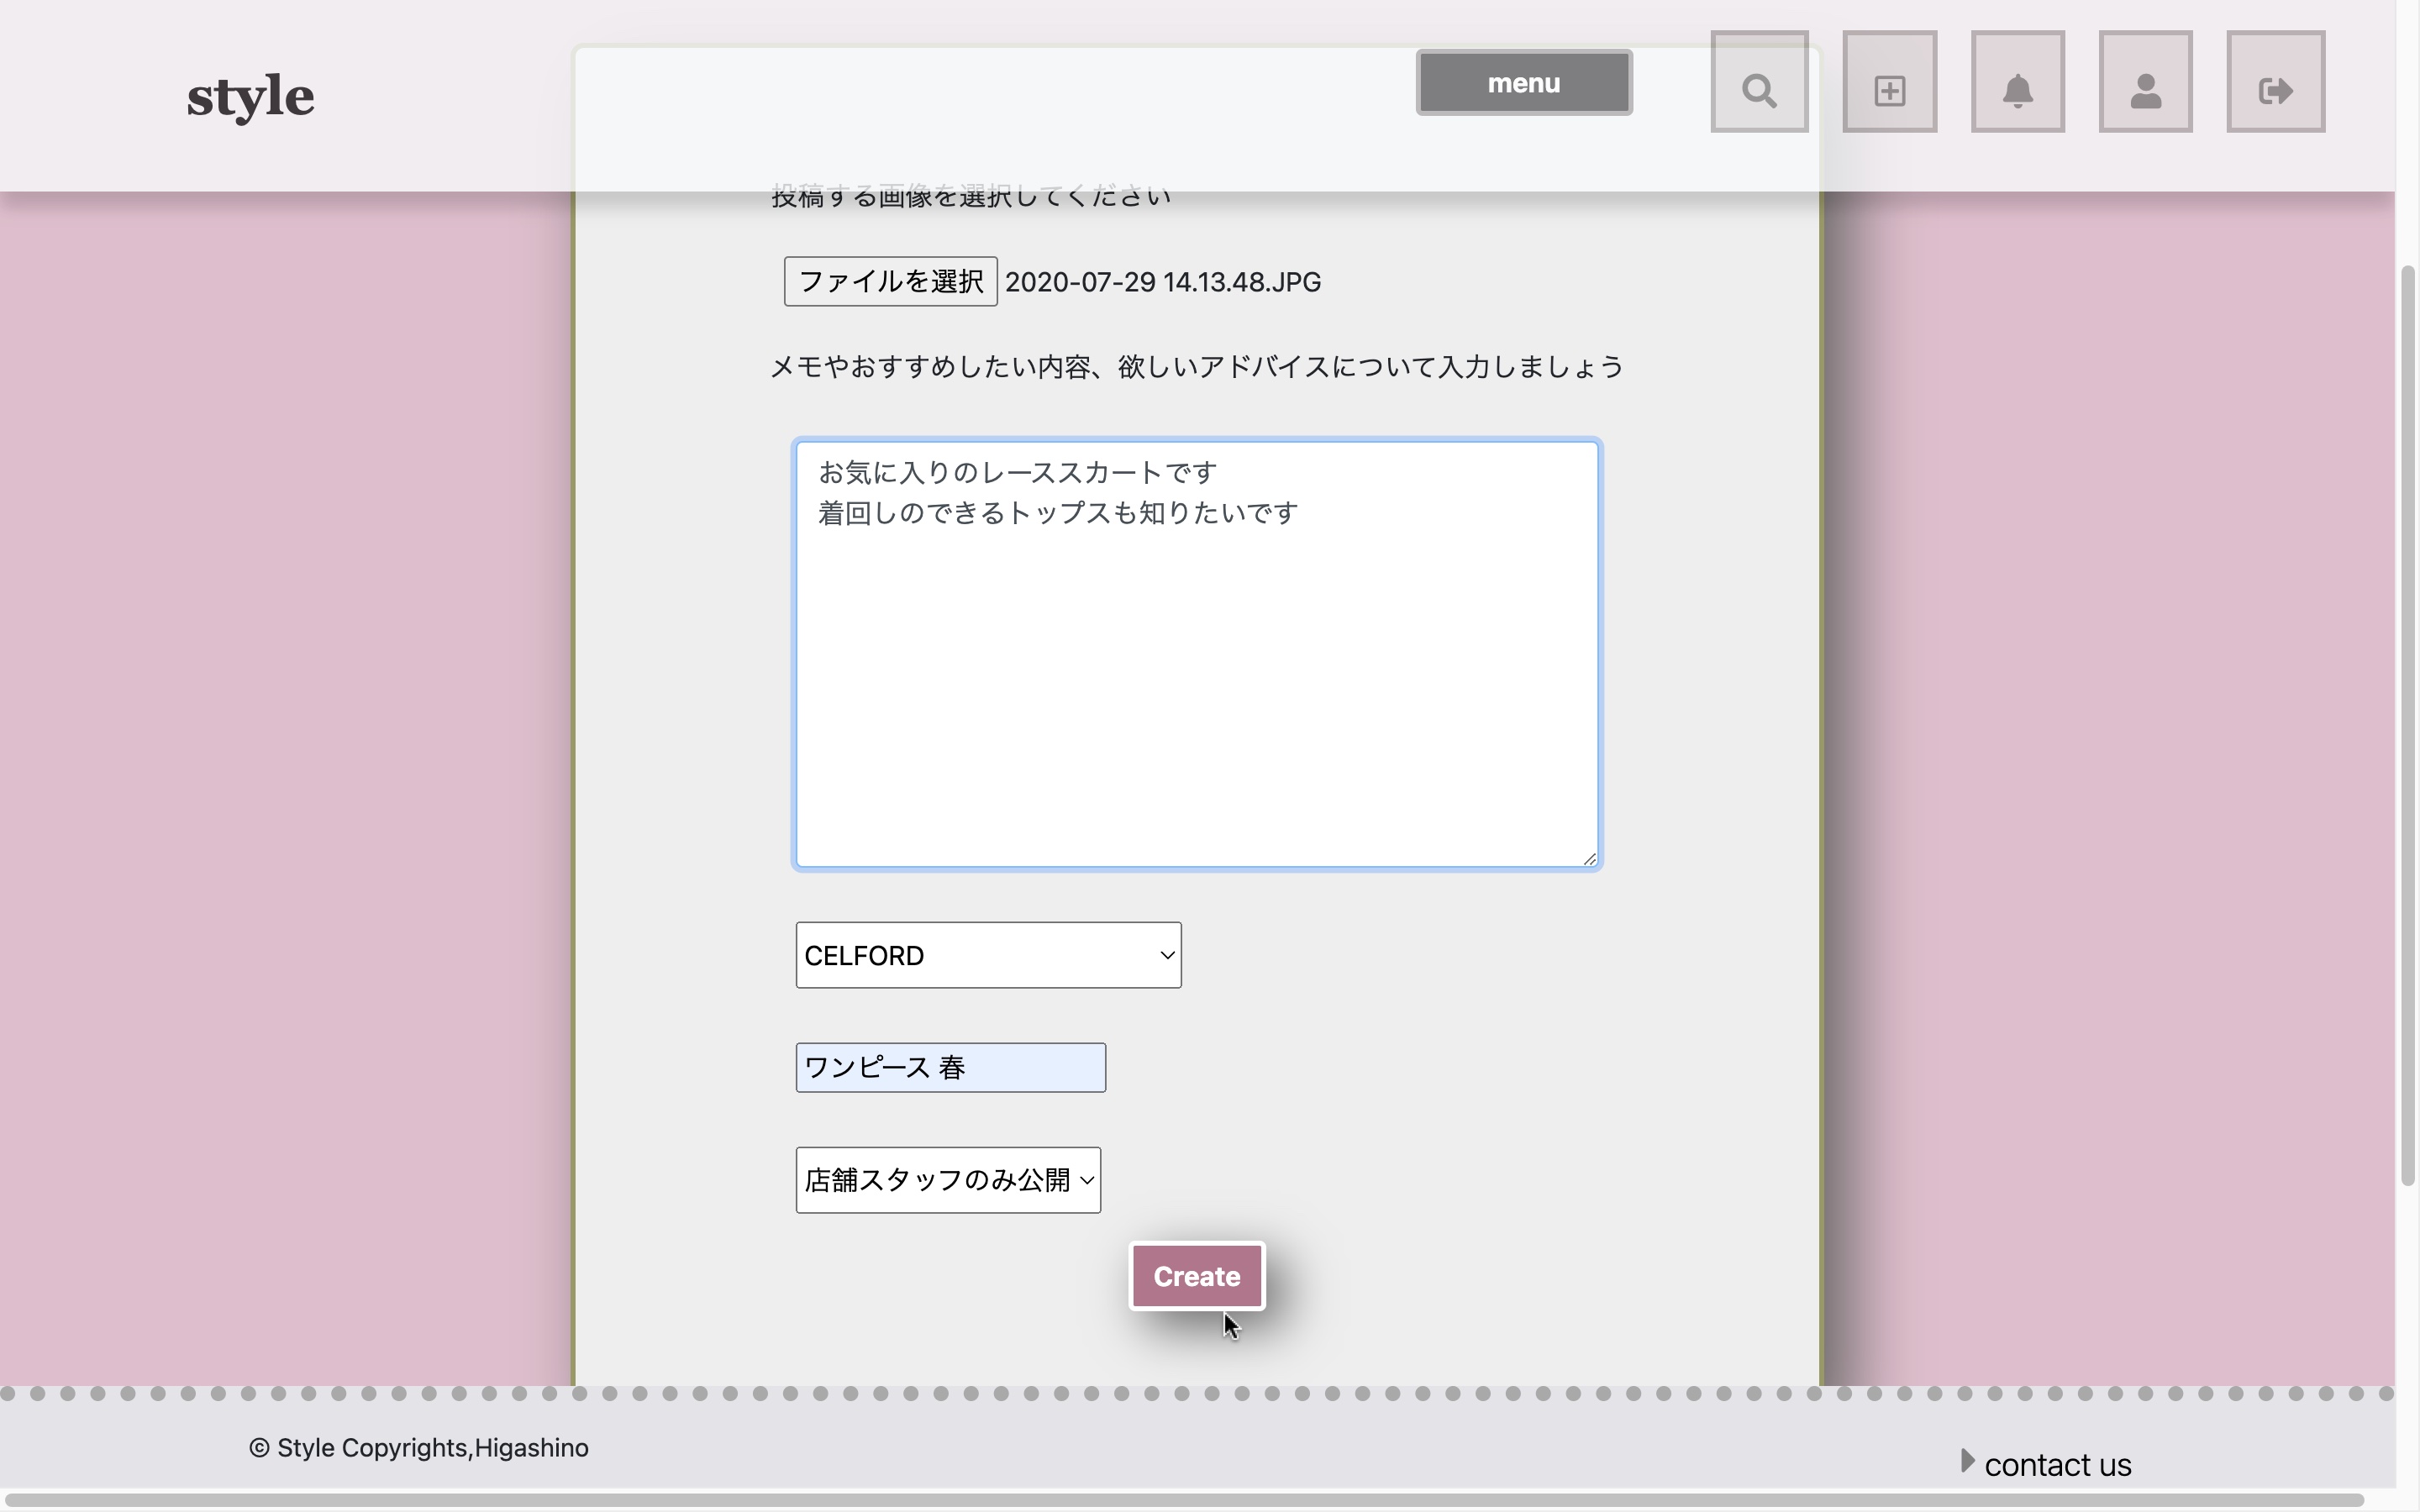 style
menu
投稿する画像を選択してください
ファイルを選択 2020-07-29 14.13.48.JPG
メモやおすすめしたい内容、欲しいアドバイスについて入力しましょう
お気に入りのレーススカートです
着回しのできるトップスも知りたいです
CELFORD
ワンピース 春
店舗スタッフのみ公開
Create
© Style Copyrights,Higashino
contact us